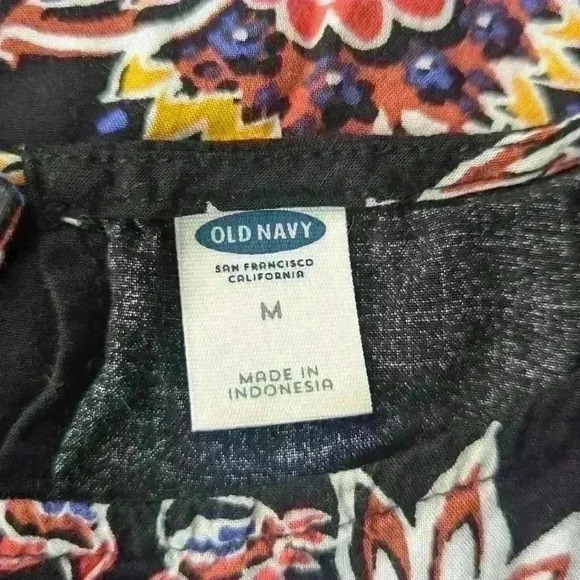 OLD NAVY
SAN FRANCISCO
CALIFORNIA
M
MADE IN
INDONESIA